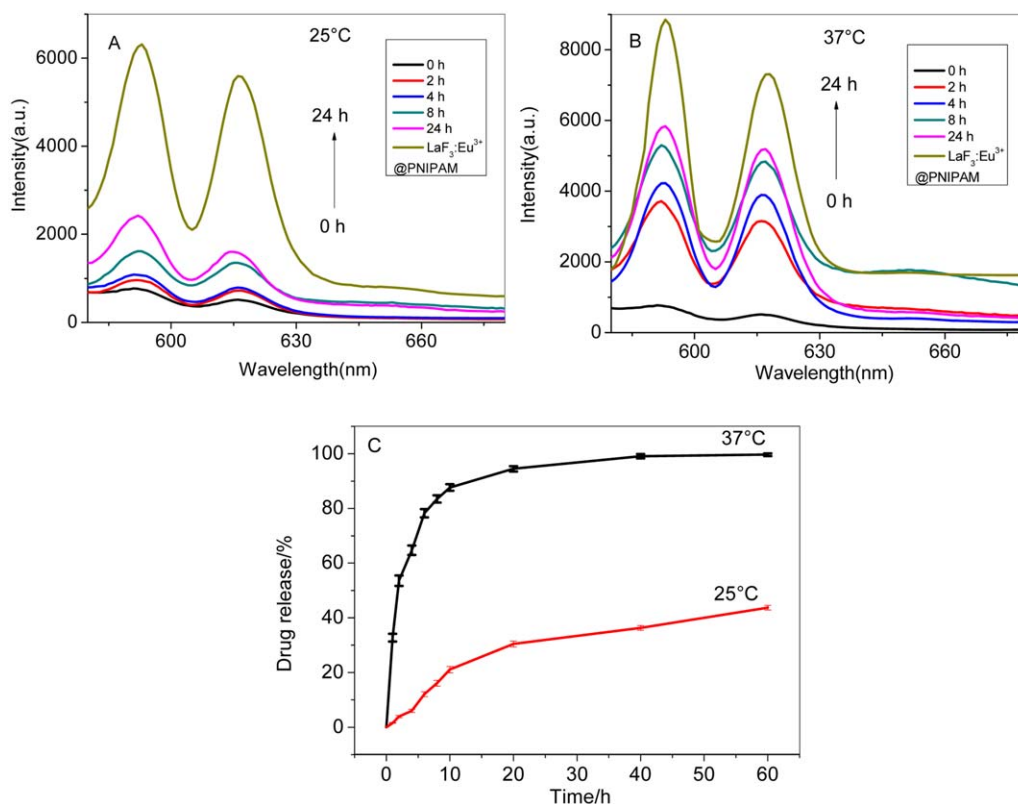 A
25°C
0 h
2 h
4 h
8 h
24 h
LaF₃:Eu³⁺
@PNIPAM
24 h
0 h
6000
4000
2000
0
Intensity(a.u.)
600
630
660
Wavelength(nm)
B
37°C
0 h
2 h
4 h
8 h
24 h
LaF₃:Eu³⁺
@PNIPAM
24 h
0 h
8000
6000
4000
2000
0
Intensity(a.u.)
600
630
660
Wavelength(nm)
C
37°C
25°C
100
80
60
40
20
0
Drug release/%
0
10
20
30
40
50
60
Time/h